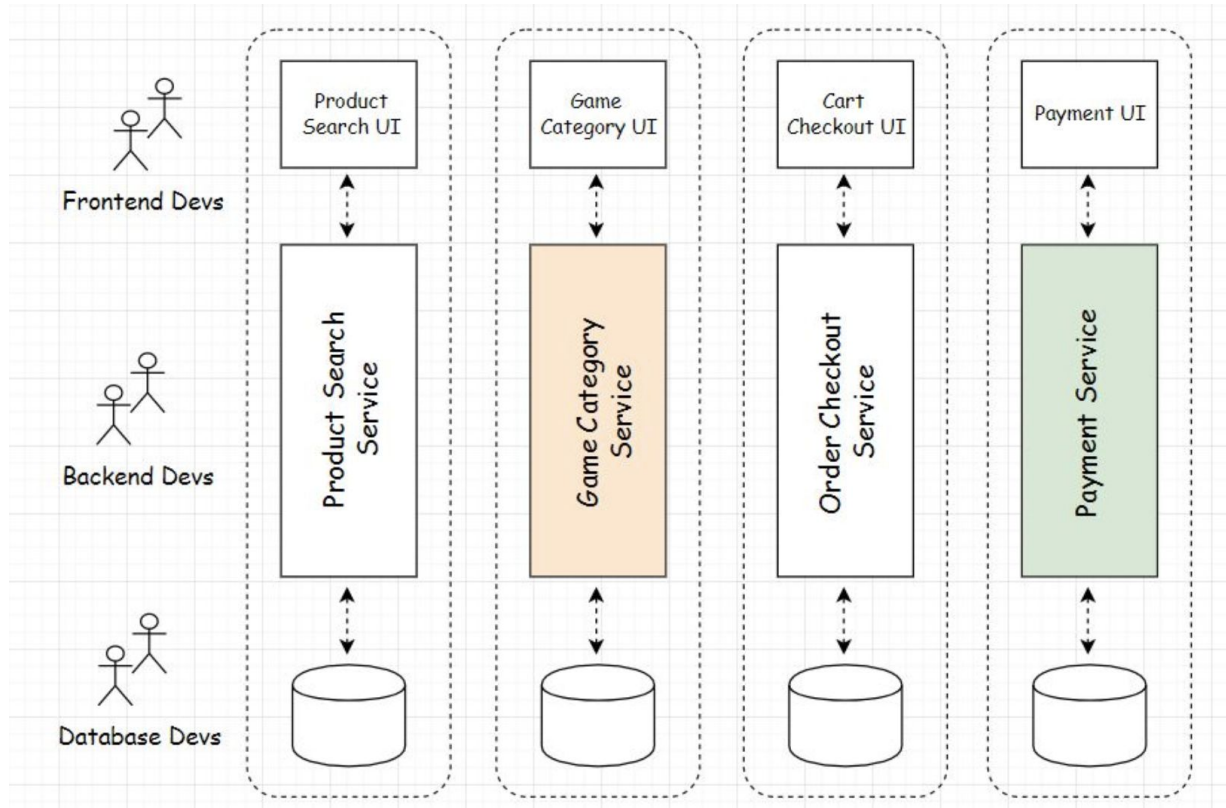 Product
Search UI
Game
Category UI
Cart
Checkout UI
Payment UI
Frontend Devs
Product Search
Service
Game Category
Service
Order Checkout
Service
Payment Service
Backend Devs
Database Devs